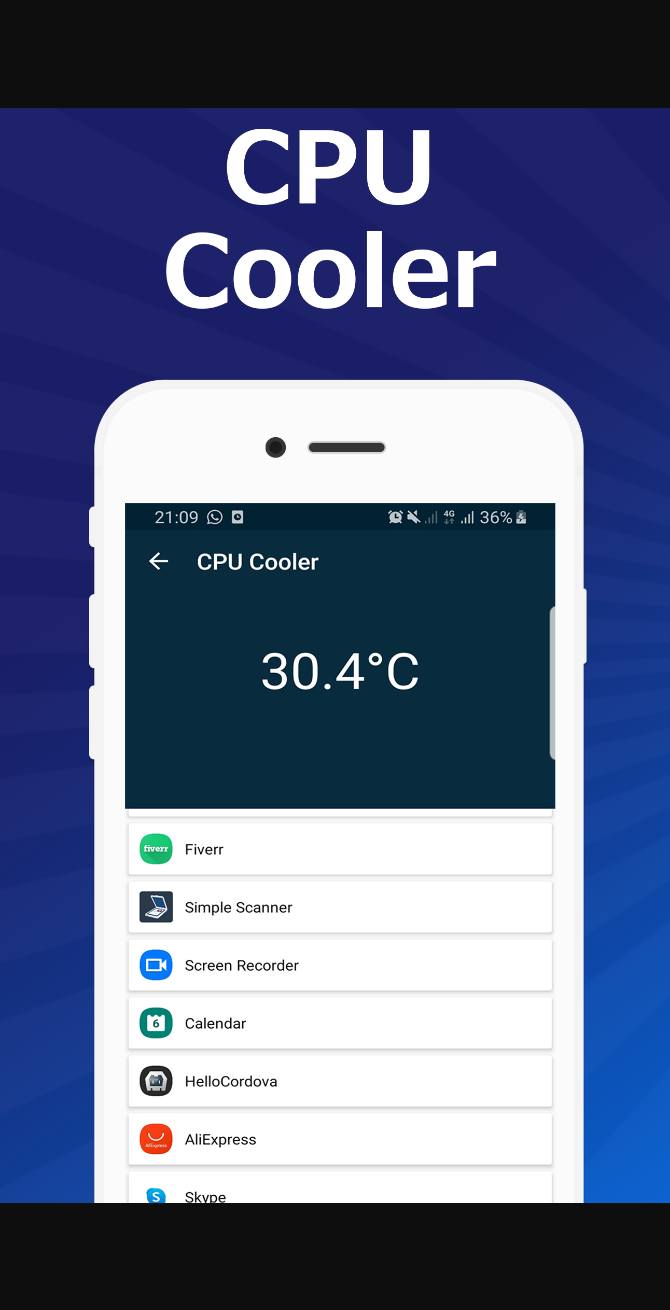 CPU
Cooler
21:09 4G 36%
CPU Cooler
30.4°C
fiverr Fiverr
Simple Scanner
Screen Recorder
6 Calendar
HelloCordova
AliExpress AliExpress
S Skype